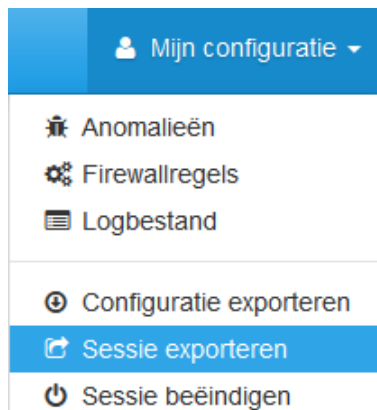 Mijn configuratie
Anomalieën
Firewallregels
Logbestand
Configuratie exporteren
Sessie exporteren
Sessie beëindigen